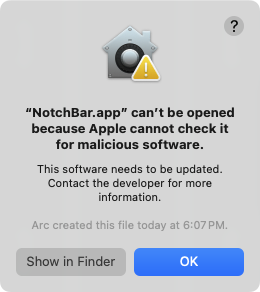 ?
“NotchBar.app” can’t be opened
because Apple cannot check it
for malicious software.
This software needs to be updated.
Contact the developer for more
information.
Arc created this file today at 6:07 PM.
Show in Finder
OK